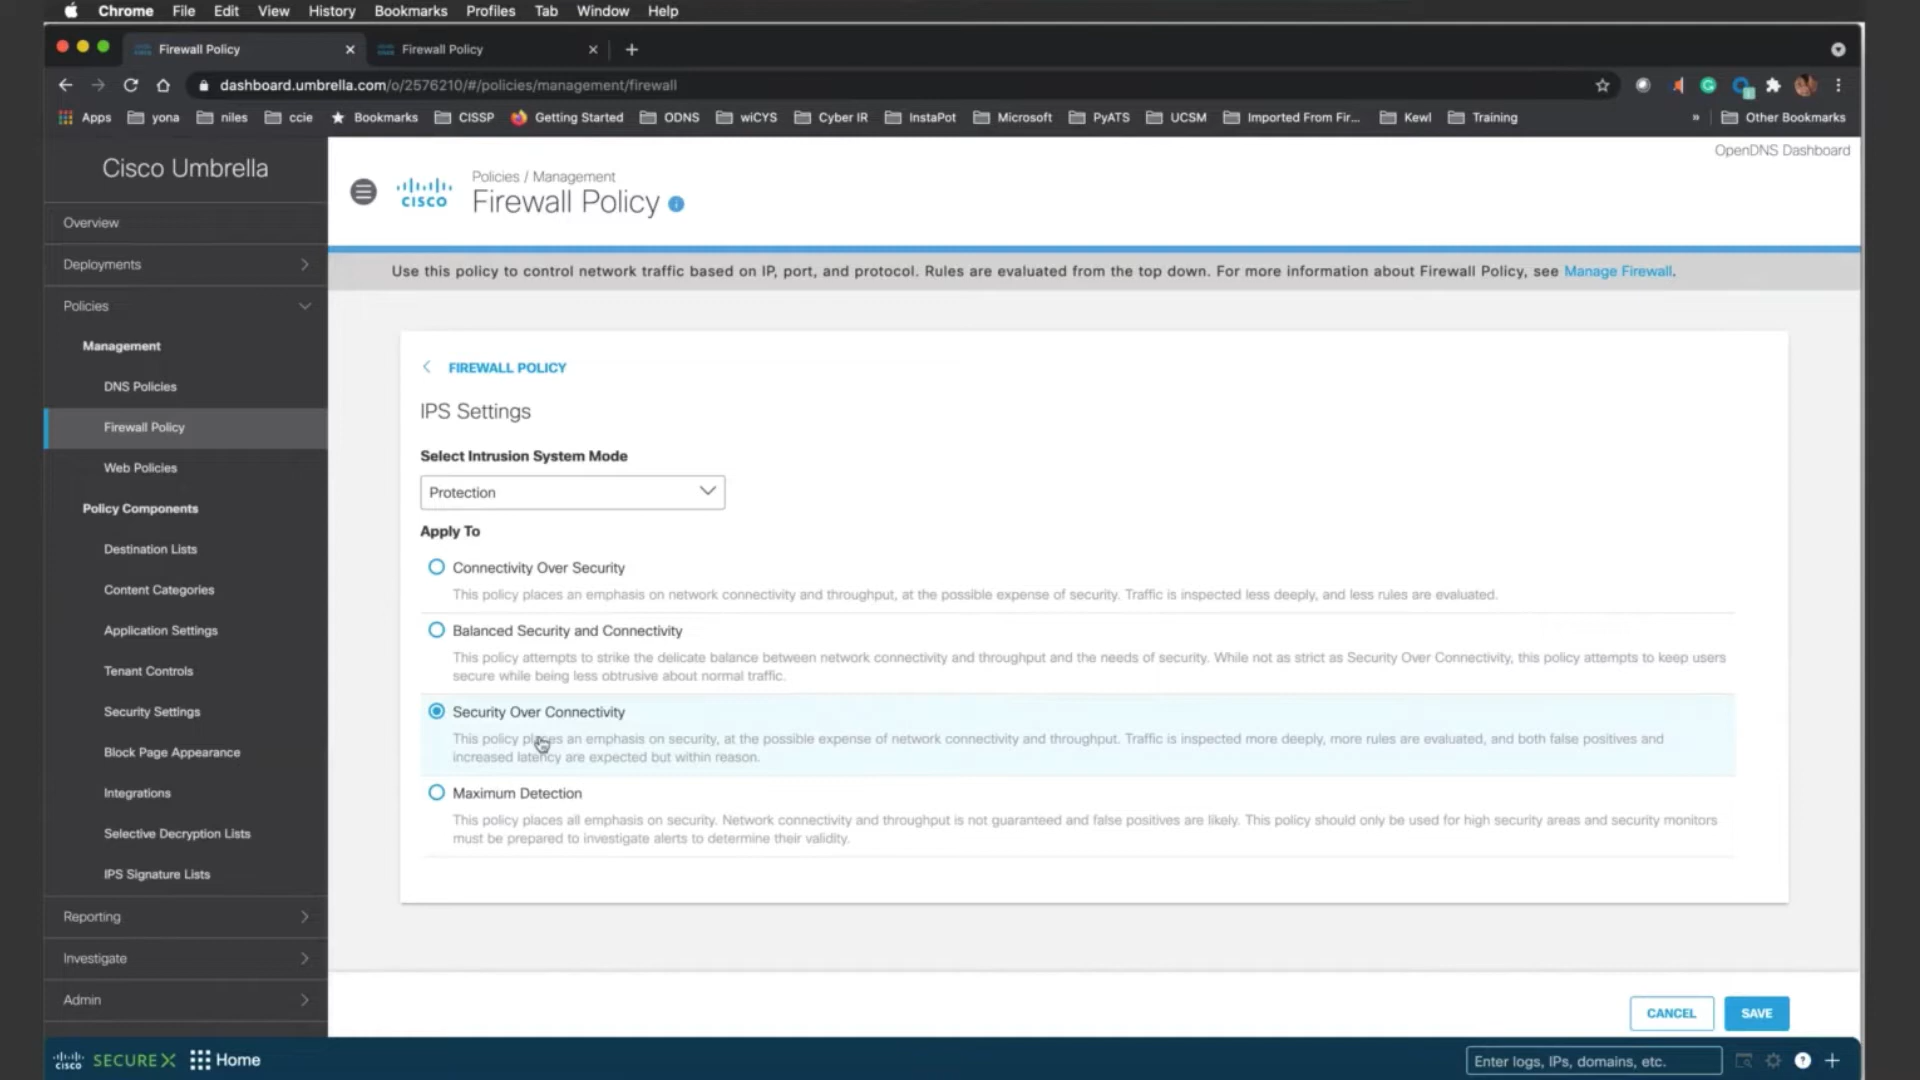 Chrome File Edit View History Bookmarks Profiles Tab Window Help
Firewall Policy Firewall Policy
dashboard.umbrella.com/o/2576210/#/policies/management/firewall
Apps yona niles ccie Bookmarks CISSP Getting Started ODNS wiCYS Cyber IR InstaPot Microsoft PyATS UCSM Imported From Fir... Kewl Training » Other Bookmarks
Cisco Umbrella
Overview
Deployments
Policies
Management
DNS Policies
Firewall Policy
Web Policies
Policy Components
Destination Lists
Content Categories
Application Settings
Tenant Controls
Security Settings
Block Page Appearance
Integrations
Selective Decryption Lists
IPS Signature Lists
Reporting
Investigate
Admin
OpenDNS Dashboard
CISCO
Policies / Management
Firewall Policy
Use this policy to control network traffic based on IP, port, and protocol. Rules are evaluated from the top down. For more information about Firewall Policy, see Manage Firewall.
FIREWALL POLICY
IPS Settings
Select Intrusion System Mode
Protection
Apply To
Connectivity Over Security
This policy places an emphasis on network connectivity and throughput, at the possible expense of security. Traffic is inspected less deeply, and less rules are evaluated.
Balanced Security and Connectivity
This policy attempts to strike the delicate balance between network connectivity and throughput and the needs of security. While not as strict as Security Over Connectivity, this policy attempts to keep users
secure while being less obtrusive about normal traffic.
Security Over Connectivity
This policy places an emphasis on security, at the possible expense of network connectivity and throughput. Traffic is inspected more deeply, more rules are evaluated, and both false positives and
increased latency are expected but within reason.
Maximum Detection
This policy places all emphasis on security. Network connectivity and throughput is not guaranteed and false positives are likely. This policy should only be used for high security areas and security monitors
must be prepared to investigate alerts to determine their validity.
CANCEL SAVE
CISCO SECUREX Home Enter logs, IPs, domains, etc.